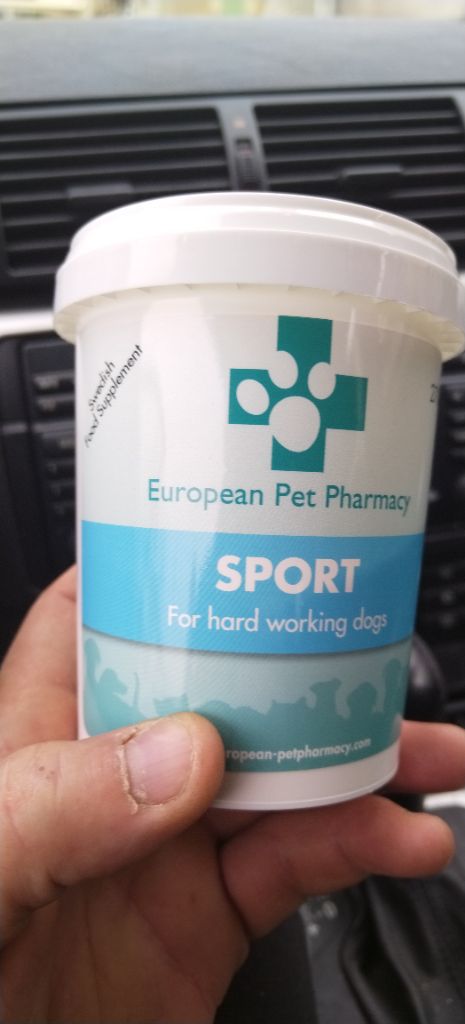 Swedish
Food Supplement
European Pet Pharmacy
SPORT
For hard working dogs
ropean-petpharmacy.com